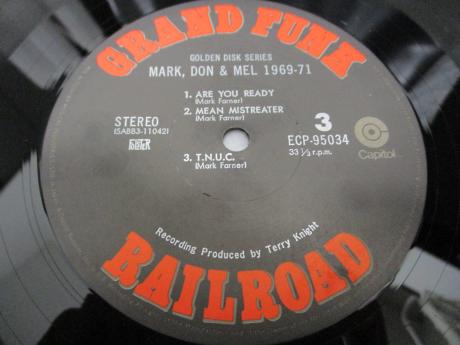 GRAND FUNK
GOLDEN DISK SERIES
MARK, DON & MEL 1969-71
1. ARE YOU READY
(Mark Farner)
2. MEAN MISTREATER
(Mark Farner)
3. T.N.U.C.
(Mark Farner)
STEREO
(SABB3-11042)
3
ECP-95034
33 ⅓ r.p.m.
Capitol
Recording Produced by Terry Knight
RAILROAD